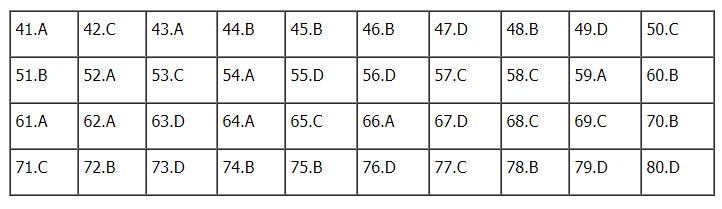 41.A 42.C 43.A 44.B 45.B 46.B 47.D 48.B 49.D 50.C
51.B 52.A 53.C 54.A 55.D 56.D 57.C 58.C 59.A 60.B
61.A 62.A 63.D 64.A 65.C 66.A 67.D 68.C 69.C 70.B
71.C 72.B 73.D 74.B 75.B 76.D 77.C 78.B 79.D 80.D